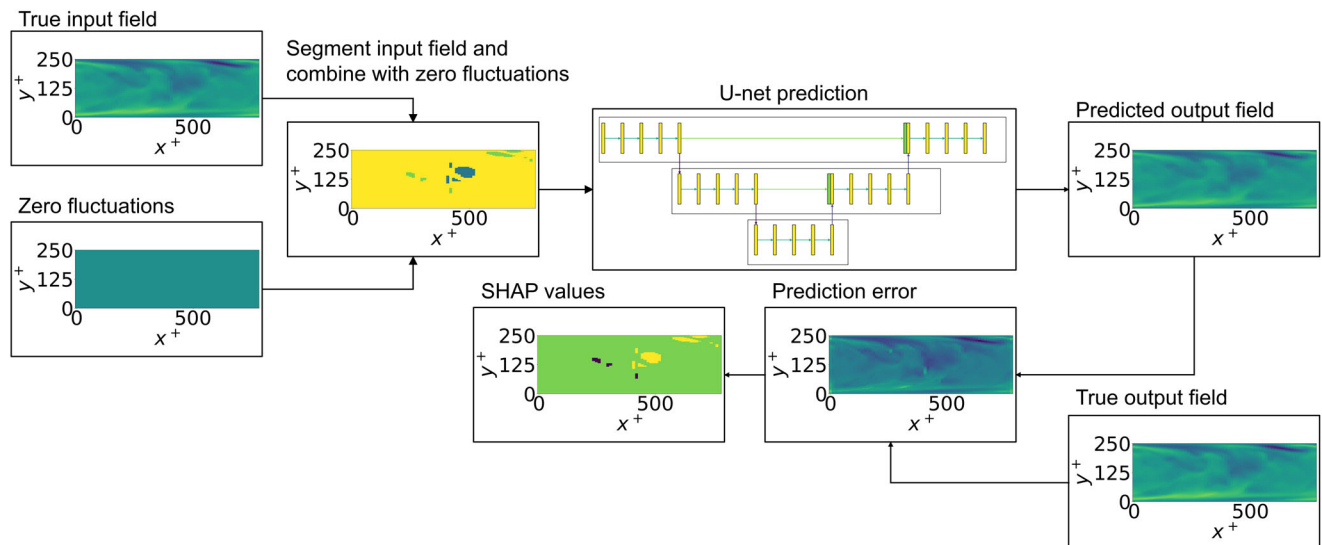 True input field
250
125
0
y+
0
500
x+
Segment input field and
combine with zero fluctuations
250
125
0
y+
0
500
x+
Zero fluctuations
250
125
0
y+
0
500
x+
U-net prediction
Predicted output field
250
125
0
y+
0
500
x+
SHAP values
250
125
0
y+
0
500
x+
Prediction error
250
125
0
y+
0
500
x+
True output field
250
125
0
y+
0
500
x+